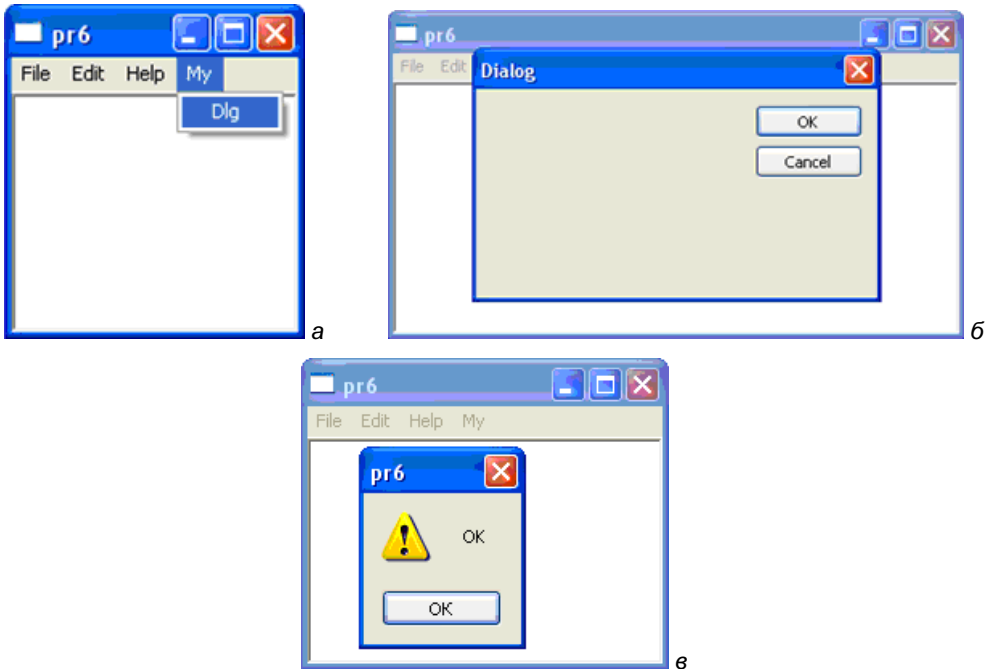 pr6
File Edit Help My
Dlg
а
pr6
File Edit
Dialog
OK
Cancel
б
pr6
File Edit Help My
pr6
OK
OK
в